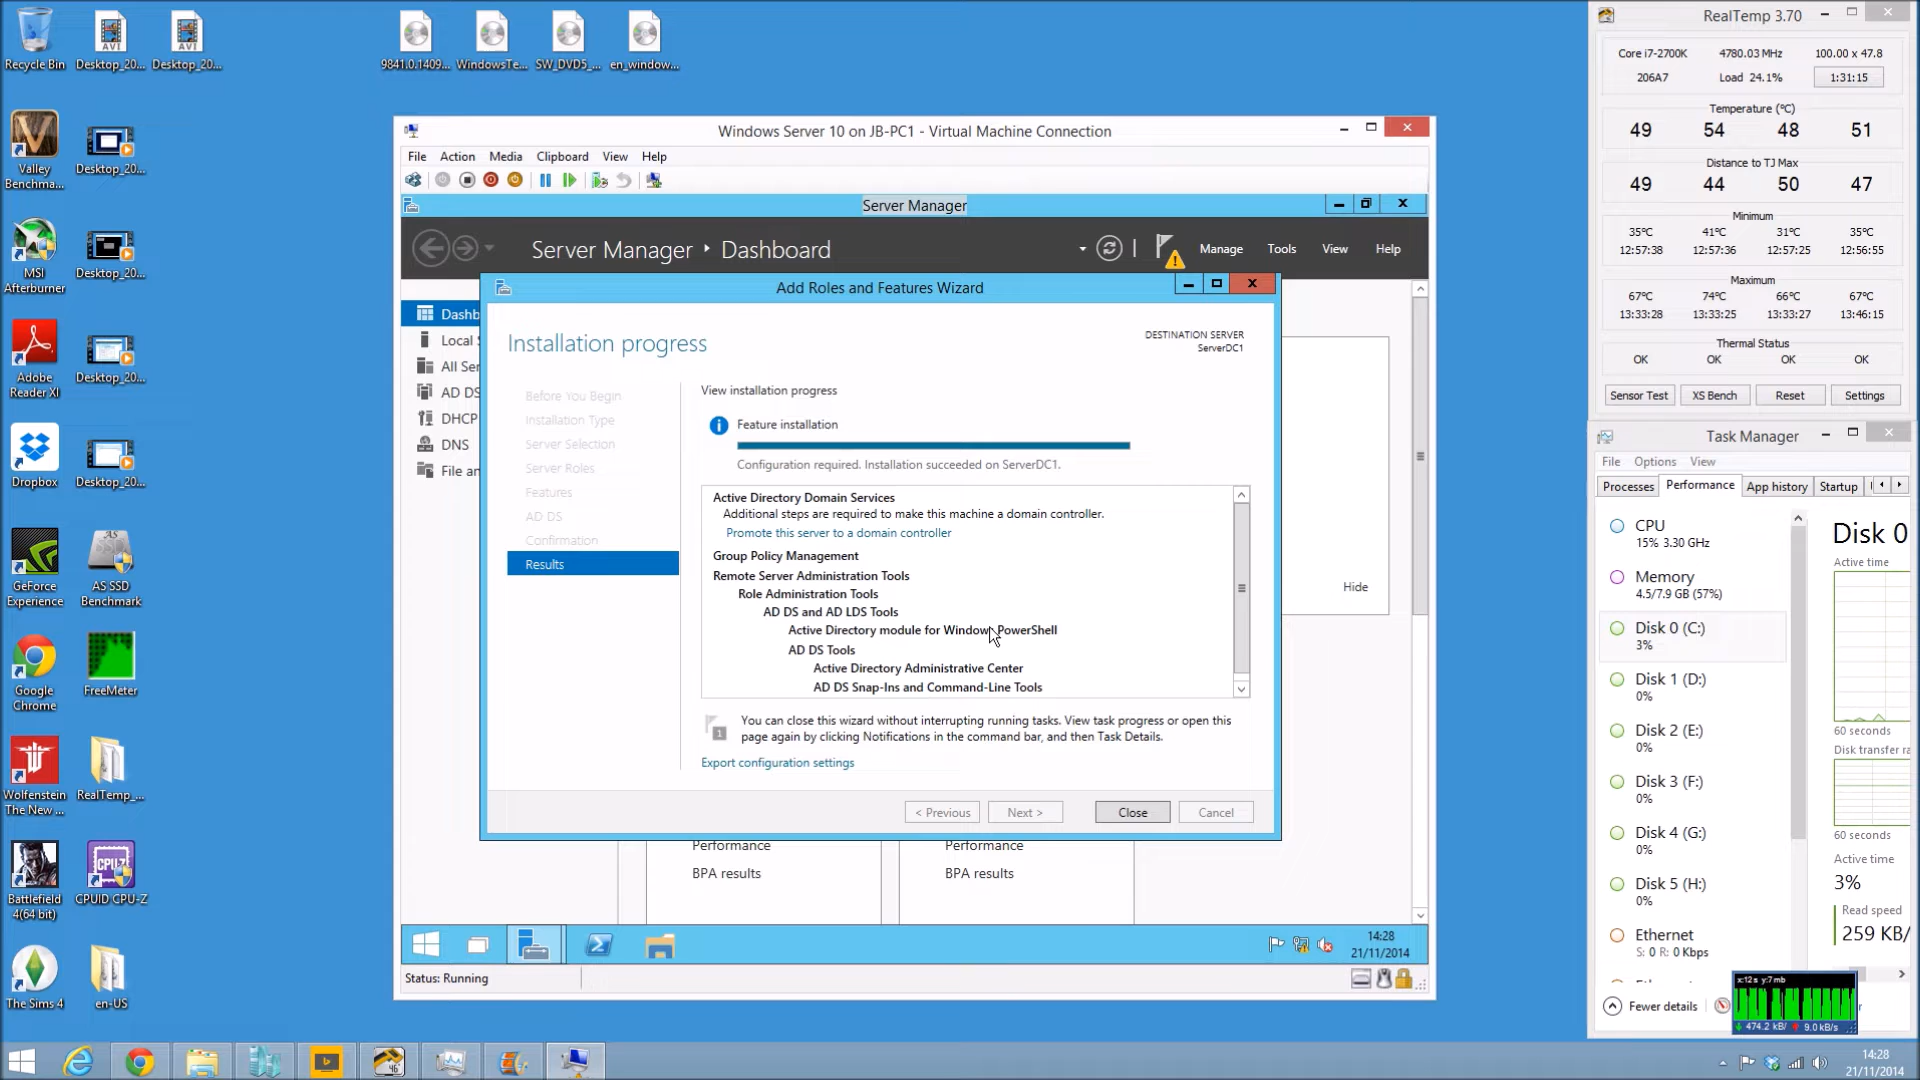 Recycle Bin
Desktop_20...
Desktop_20...
9841.0.1409...
WindowsTe...
SW_DVD5_...
en_window...
Valley
Benchma...
Desktop_20...
MSI
Afterburner
Desktop_20...
Adobe
Reader XI
Desktop_20...
Dropbox
Desktop_20...
GeForce
Experience
AS SSD
Benchmark
Google
Chrome
FreeMeter
Wolfenstein
The New ...
RealTemp_...
Battlefield
4(64 bit)
CPUID CPU-Z
The Sims 4
en-US
Windows Server 10 on JB-PC1 - Virtual Machine Connection
File Action Media Clipboard View Help
Server Manager
Server Manager ‣ Dashboard
Manage Tools View Help
Dashb
Local S
All Ser
AD DS
DHCP
DNS
File an
Add Roles and Features Wizard
Installation progress
DESTINATION SERVER
ServerDC1
Before You Begin
Installation Type
Server Selection
Server Roles
Features
AD DS
Confirmation
Results
View installation progress
Feature installation
Configuration required. Installation succeeded on ServerDC1.
Active Directory Domain Services
Additional steps are required to make this machine a domain controller.
Promote this server to a domain controller
Group Policy Management
Remote Server Administration Tools
Role Administration Tools
AD DS and AD LDS Tools
Active Directory module for Windows PowerShell
AD DS Tools
Active Directory Administrative Center
AD DS Snap-Ins and Command-Line Tools
1
You can close this wizard without interrupting running tasks. View task progress or open this
page again by clicking Notifications in the command bar, and then Task Details.
Export configuration settings
< Previous Next > Close Cancel
Hide
Performance
BPA results
Performance
BPA results
14:28
21/11/2014
Status: Running
RealTemp 3.70
Core i7-2700K 4780.03 MHz 100.00 x 47.8
206A7 Load 24.1% 1:31:15
Temperature (°C)
49 54 48 51
Distance to TJ Max
49 44 50 47
Minimum
35°C 41°C 31°C 35°C
12:57:38 12:57:36 12:57:25 12:56:55
Maximum
67°C 74°C 66°C 67°C
13:33:28 13:33:25 13:33:27 13:46:15
Thermal Status
OK OK OK OK
Sensor Test XS Bench Reset Settings
Task Manager
File Options View
Processes Performance App history Startup
CPU
15% 3.30 GHz
Memory
4.5/7.9 GB (57%)
Disk 0 (C:)
3%
Disk 1 (D:)
0%
Disk 2 (E:)
0%
Disk 3 (F:)
0%
Disk 4 (G:)
0%
Disk 5 (H:)
0%
Ethernet
S: 0 R: 0 Kbps
Disk 0
Active time
60 seconds
Disk transfer ra
60 seconds
Active time
3%
Read speed
259 KB/
Fewer details
x:12 s y:7 mb
474.2 kB/ 9.0 kB/s
14:28
21/11/2014